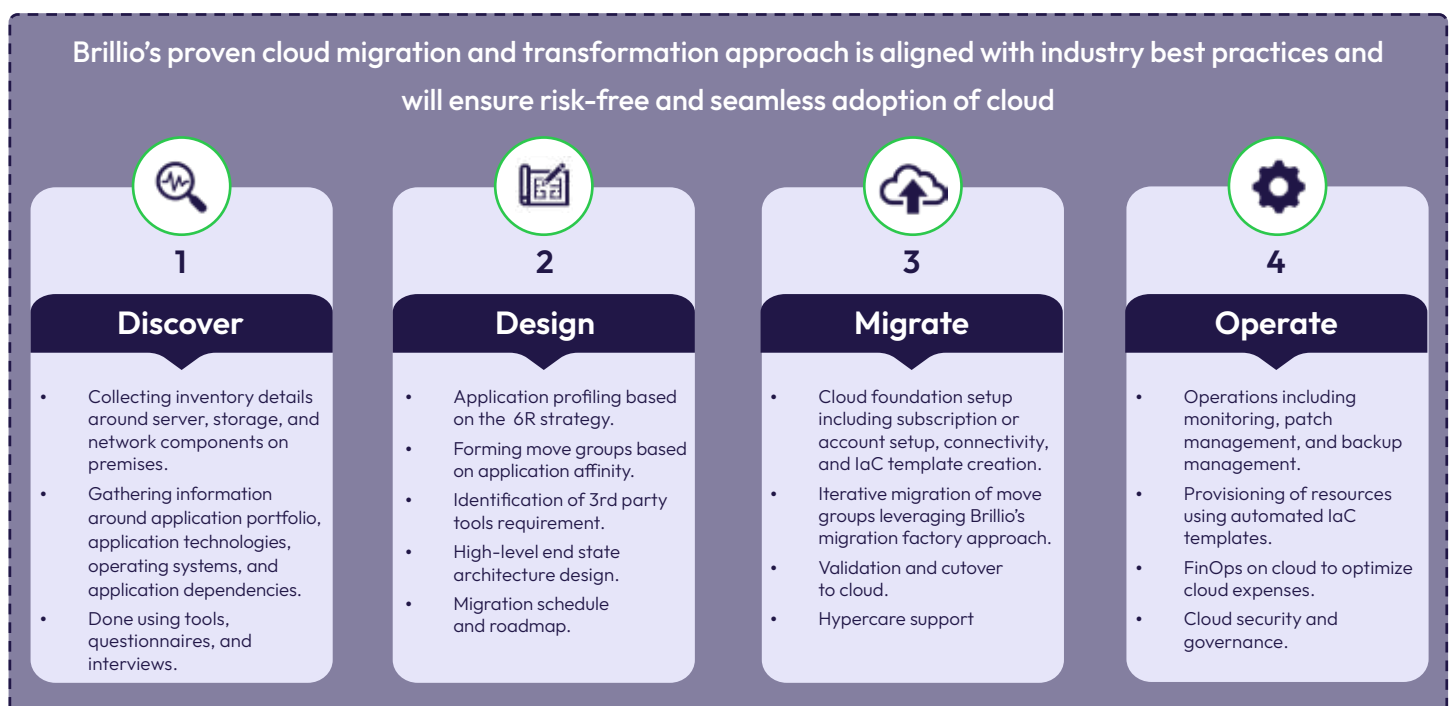 Brillio's proven cloud migration and transformation approach is aligned with industry best practices and
will ensure risk-free and seamless adoption of cloud
1
Discover
• Collecting inventory details
around server, storage, and
network components on
premises.
• Gathering information
around application portfolio,
application technologies,
operating systems, and
application dependencies.
• Done using tools,
questionnaires, and
interviews.
2
Design
• Application profiling based
on the 6R strategy.
• Forming move groups based
on application affinity.
• Identification of 3rd party
tools requirement.
• High-level end state
architecture design.
• Migration schedule
and roadmap.
3
Migrate
• Cloud foundation setup
including subscription or
account setup, connectivity,
and IaC template creation.
• Iterative migration of move
groups leveraging Brillio's
migration factory approach.
• Validation and cutover
to cloud.
• Hypercare support
4
Operate
• Operations including
monitoring, patch
management, and backup
management.
• Provisioning of resources
using automated IaC
templates.
• FinOps on cloud to optimize
cloud expenses.
• Cloud security and
governance.